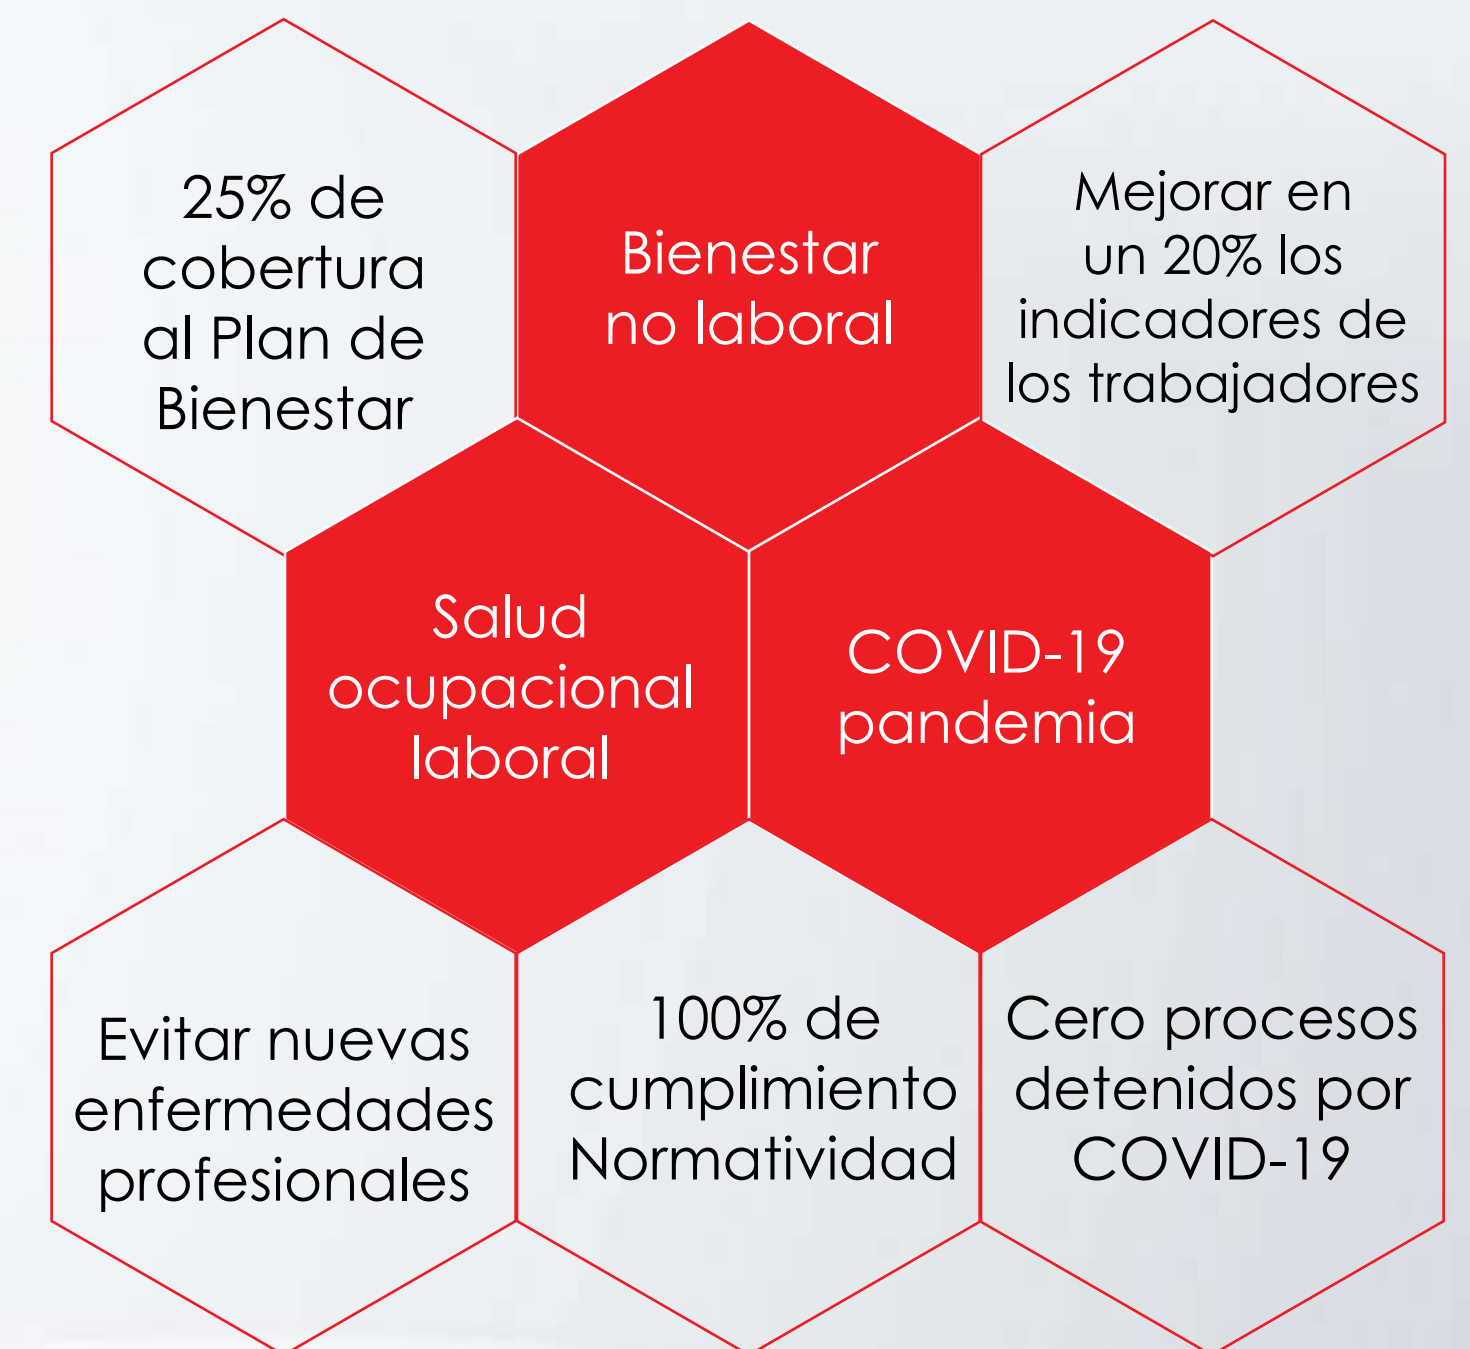 25% de
cobertura
al Plan de
Bienestar
Bienestar
no laboral
Mejorar en
un 20% los
indicadores de
los trabajadores
Salud
ocupacional
laboral
COVID-19
pandemia
Evitar nuevas
enfermedades
profesionales
100% de
cumplimiento
Normatividad
Cero procesos
detenidos por
COVID-19